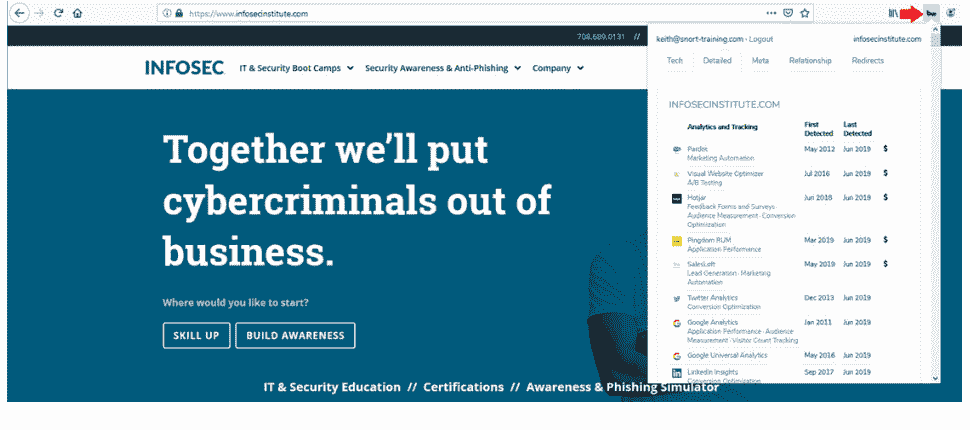 https://www.infosecinstitute.com
708.689.0131 //
keith@snort-training.com - Logout
infosecinstitute.com
INFOSEC
IT & Security Boot Camps
Security Awareness & Anti-Phishing
Company
Tech
Detailed
Meta
Relationship
Redirects
INFOSECINSTITUTE.COM
Analytics and Tracking
First Detected
Last Detected
Pardot May 2012 Jun 2019 $
Marketing Automation
Visual Website Optimizer Jul 2016 Jun 2019 $
A/B Testing
Hotjar Jun 2018 Jun 2019 $
Feedback Forms and Surveys ·
Audience Measurement · Conversion
Optimization
Pingdom RUM Mar 2019 Jun 2019 $
Application Performance
SalesLoft May 2019 Jun 2019 $
Lead Generation · Marketing
Automation
Twitter Analytics Dec 2013 Jun 2019
Conversion Optimization
Google Analytics Jan 2011 Jun 2019
Application Performance · Audience
Measurement · Visitor Count Tracking
Google Universal Analytics May 2016 Jun 2019
LinkedIn Insights Sep 2017 Jun 2019
Conversion Optimization
Together we'll put
cybercriminals out of
business.
Where would you like to start?
SKILL UP
BUILD AWARENESS
IT & Security Education // Certifications // Awareness & Phishing Simulator